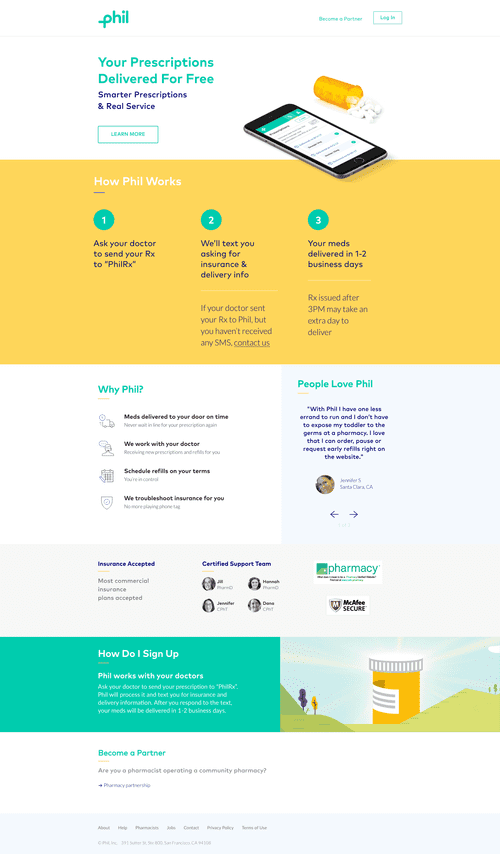 phil
Become a Partner
Log In
Your Prescriptions
Delivered For Free
Smarter Prescriptions
& Real Service
LEARN MORE
How Phil Works
1
Ask your doctor
to send your Rx
to "PhilRx"
2
We'll text you
asking for
insurance &
delivery info
If your doctor sent
your Rx to Phil, but
you haven't received
any SMS, contact us
3
Your meds
delivered in 1-2
business days
Rx issued after
3PM may take an
extra day to
deliver
Why Phil?
Meds delivered to your door on time
Never wait in line for your prescription again
We work with your doctor
Receiving new prescriptions and refills for you
Schedule refills on your terms
You're in control
We troubleshoot insurance for you
No more playing phone tag
People Love Phil
"With Phil I have one less
errand to run and I don't have
to expose my toddler to the
germs at a pharmacy. I love
that I can order, pause or
request early refills right on
the website."
Jennifer S
Santa Clara, CA
Insurance Accepted
Most commercial
insurance
plans accepted
Certified Support Team
Jill
PharmD
Hannah
PharmD
Jennifer
CPhT
Dana
CPhT
pharmacy
McAfee
SECURE
How Do I Sign Up
Phil works with your doctors
Ask your doctor to send your prescription to "PhilRx".
Phil will process it and text you for insurance and
delivery information. After you respond to the text,
your meds will be delivered in 1-2 business days.
Become a Partner
Are you a pharmacist operating a community pharmacy?
➔ Pharmacy partnership
About
Help
Pharmacists
Jobs
Contact
Privacy Policy
Terms of Use
© Phil, Inc.
San Francisco, CA 94108